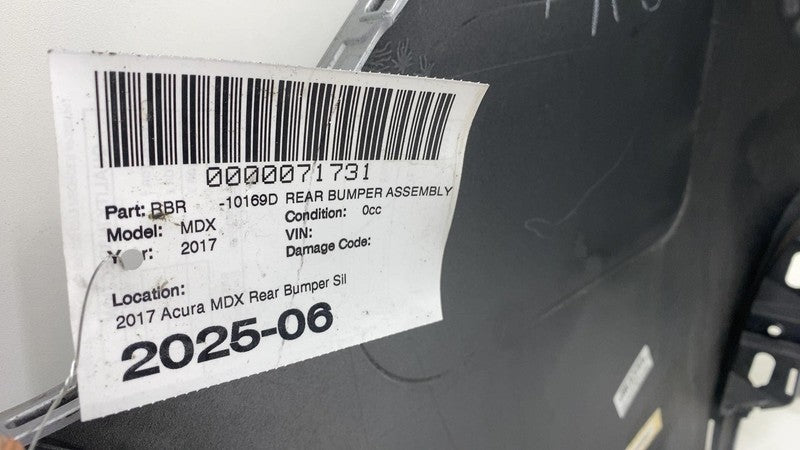 0000071731
Part: RBR -10169D REAR BUMPER ASSEMBLY
Model: MDX Condition: 0cc
Year: 2017 VIN:
Damage Code:
Location:
2017 Acura MDX Rear Bumper Sil
2025-06